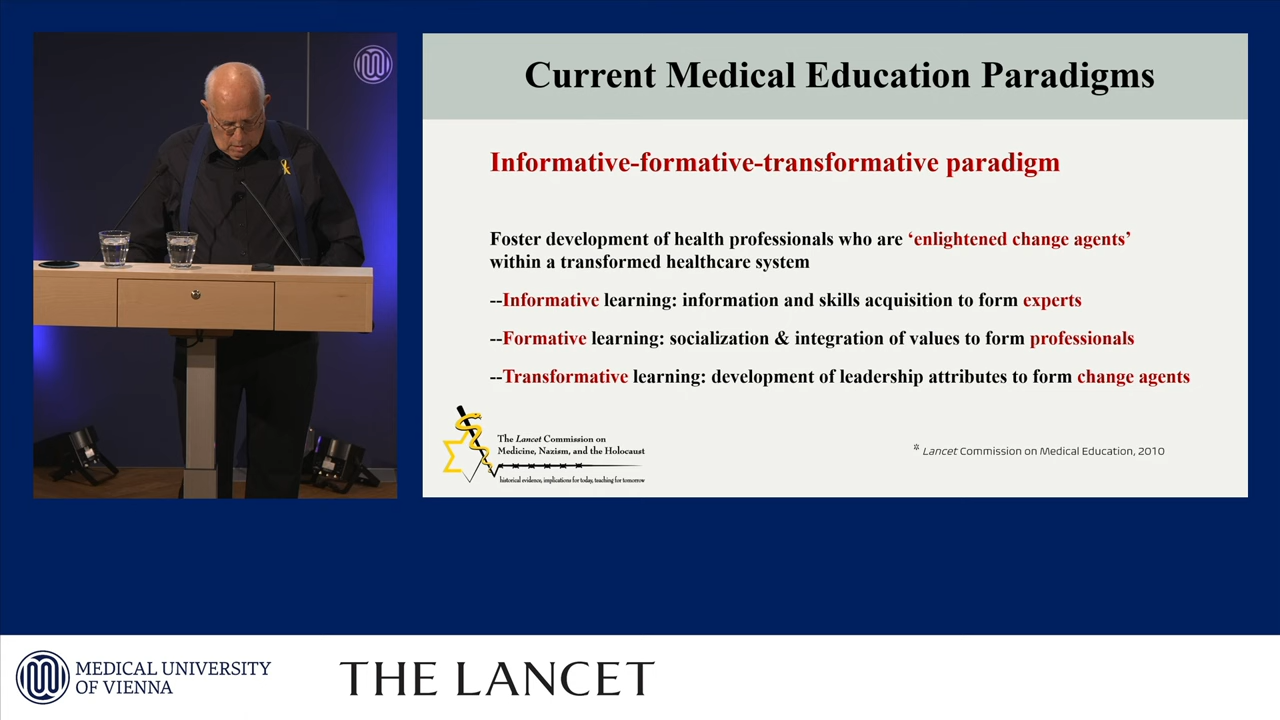 Current Medical Education Paradigms
Informative-formative-transformative paradigm
Foster development of health professionals who are ‘enlightened change agents’
within a transformed healthcare system
--Informative learning: information and skills acquisition to form experts
--Formative learning: socialization & integration of values to form professionals
--Transformative learning: development of leadership attributes to form change agents
The Lancet Commission on
Medicine, Nazism, and the Holocaust
historical evidence, implications for today, teaching for tomorrow
* Lancet Commission on Medical Education, 2010
MEDICAL UNIVERSITY
OF VIENNA
THE LANCET